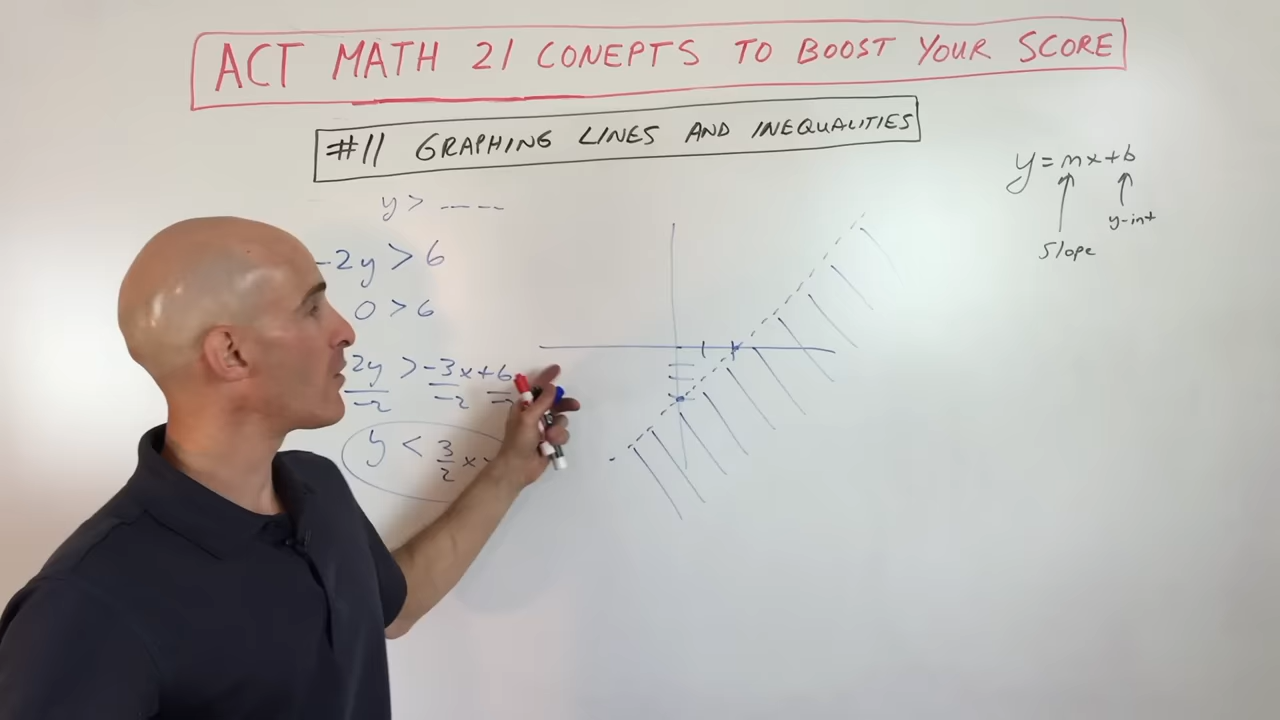 ACT MATH 21 CONEPTS TO BOOST YOUR SCORE
#11 GRAPHING LINES AND INEQUALITIES
y = mx+b
slope
y-int
y >
-2y > 6
0 > 6
2y > -3x+6
-2 -2 -2
y < 3/2 x